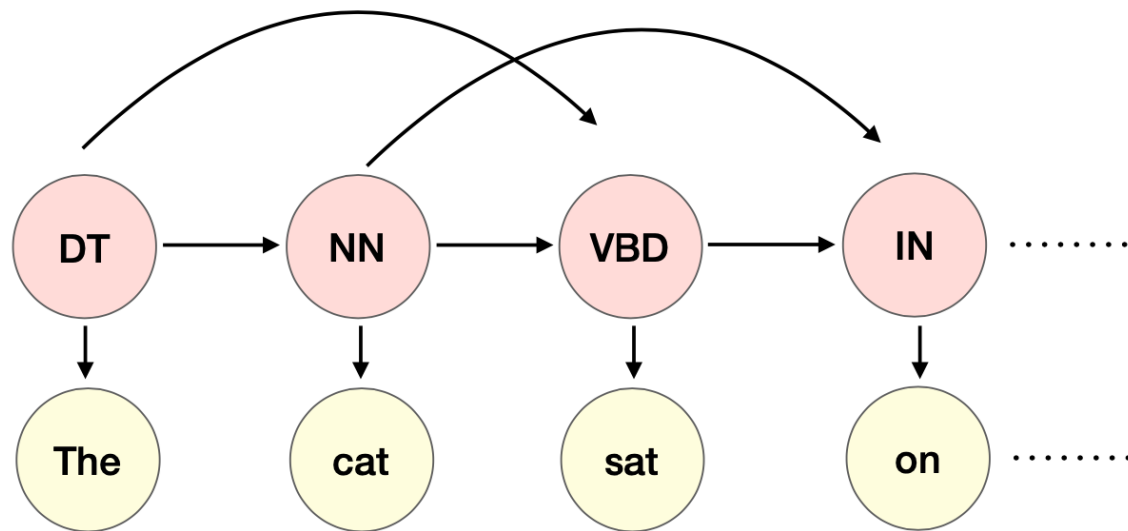 DT NN VBD IN ........
The cat sat on ........